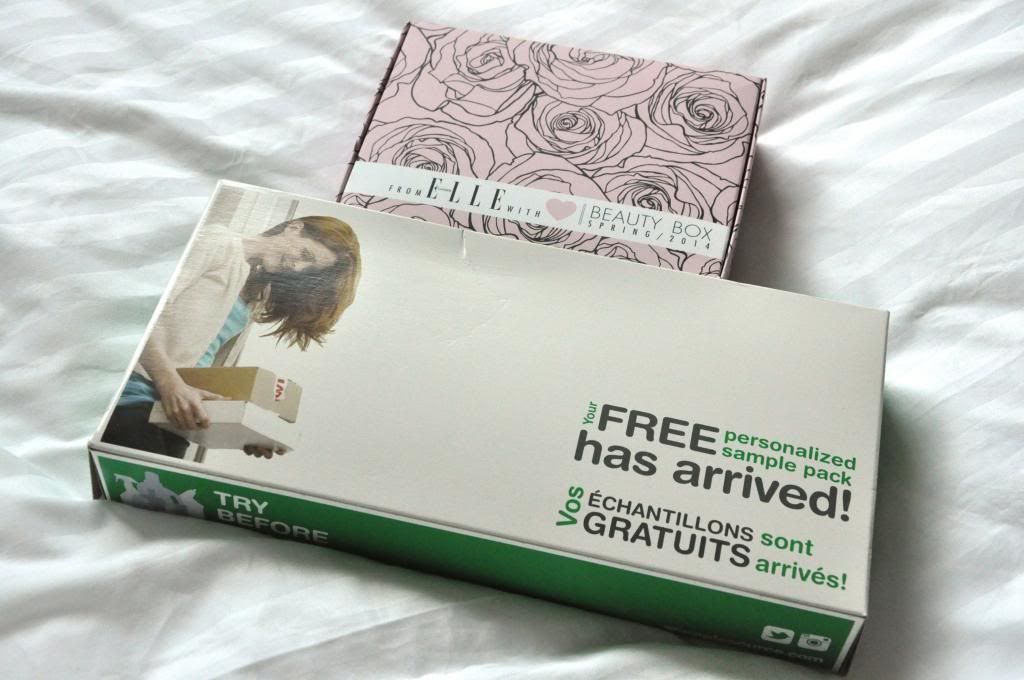 FROM ELLE WITH
BEAUTY BOX
SPRING/2014
Your FREE personalized
sample pack
has arrived!
Vos ÉCHANTILLONS sont
GRATUITS arrivés!
TRY
BEFORE